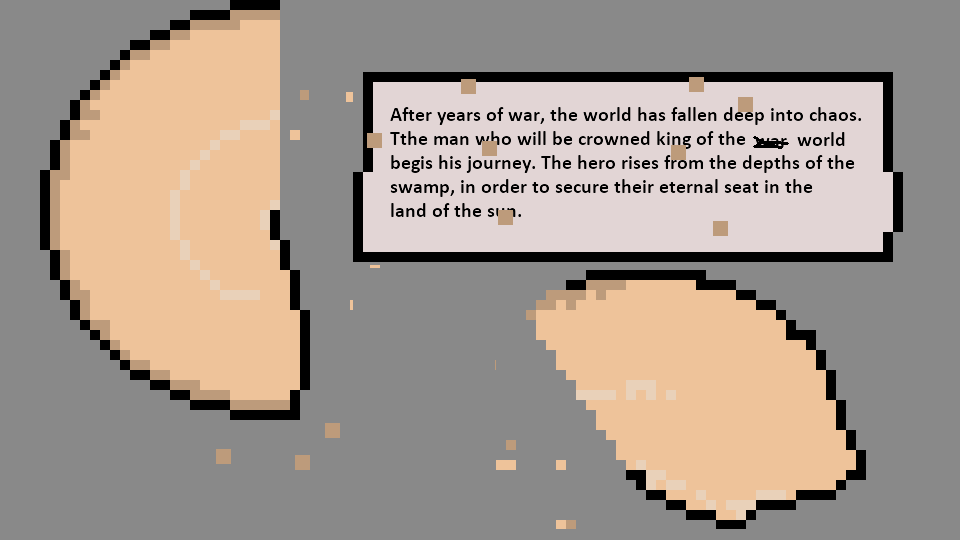 After years of war, the world has fallen deep into chaos.
Tthe man who will be crowned king of the war world
begis his journey. The hero rises from the depths of the
swamp, in order to secure their eternal seat in the
land of the sun.